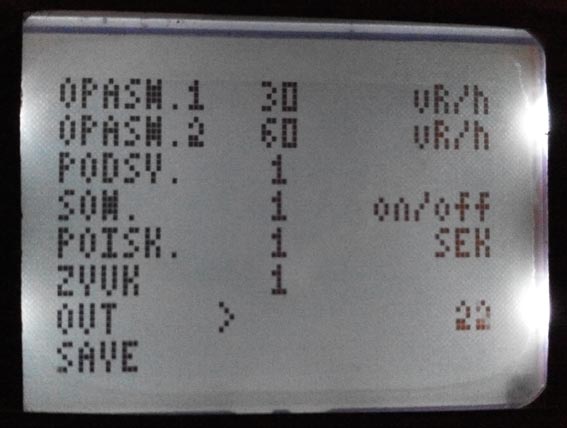 OPASN.1 30 uR/h
OPASN.2 60 uR/h
PODSV. 1
SON. 1 on/off
POISK. 1 SEK
ZVUK 1
OUT > 22
SAVE